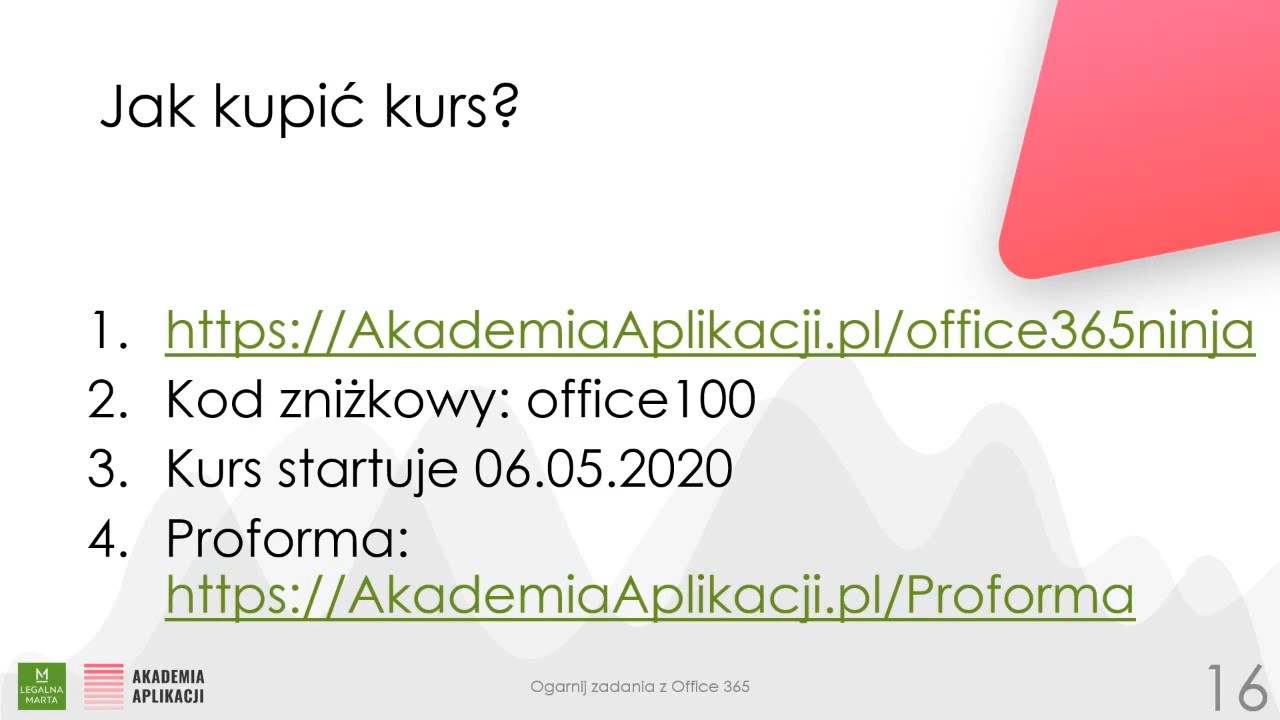 Jak kupić kurs?
1. https://AkademiaAplikacji.pl/office365ninja
2. Kod zniżkowy: office100
3. Kurs startuje 06.05.2020
4. Proforma:
https://AkademiaAplikacji.pl/Proforma
M
LEGALNA
MARTA
AKADEMIA
APLIKACJI
Ogarnij zadania z Office 365
16